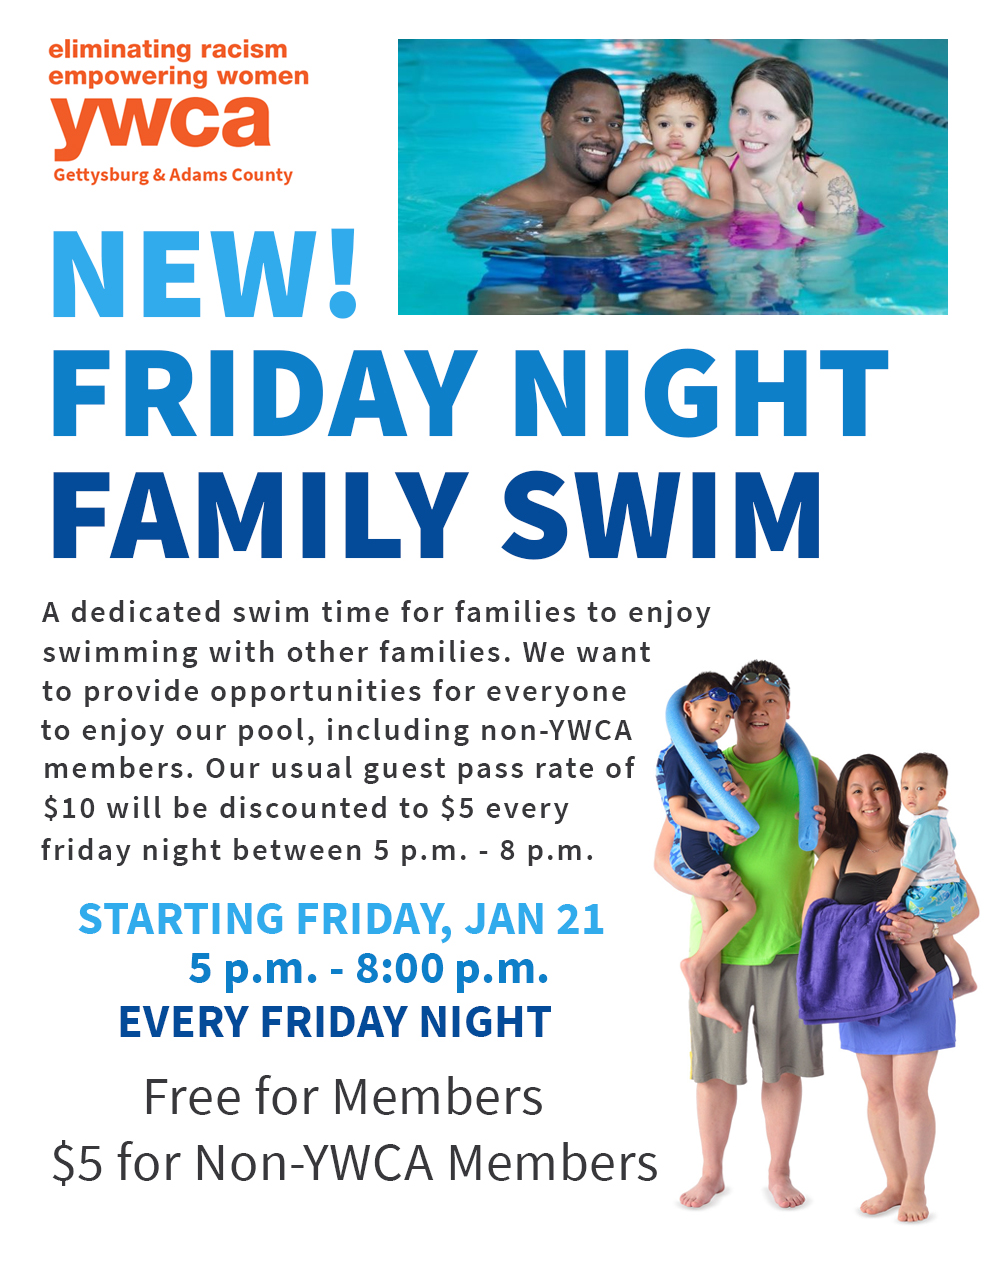 eliminating racism
empowering women
ywca
Gettysburg & Adams County
NEW!
FRIDAY NIGHT
FAMILY SWIM
A dedicated swim time for families to enjoy
swimming with other families. We want
to provide opportunities for everyone
to enjoy our pool, including non-YWCA
members. Our usual guest pass rate of
$10 will be discounted to $5 every
friday night between 5 p.m. - 8 p.m.
STARTING FRIDAY, JAN 21
5 p.m. - 8:00 p.m.
EVERY FRIDAY NIGHT
Free for Members
$5 for Non-YWCA Members